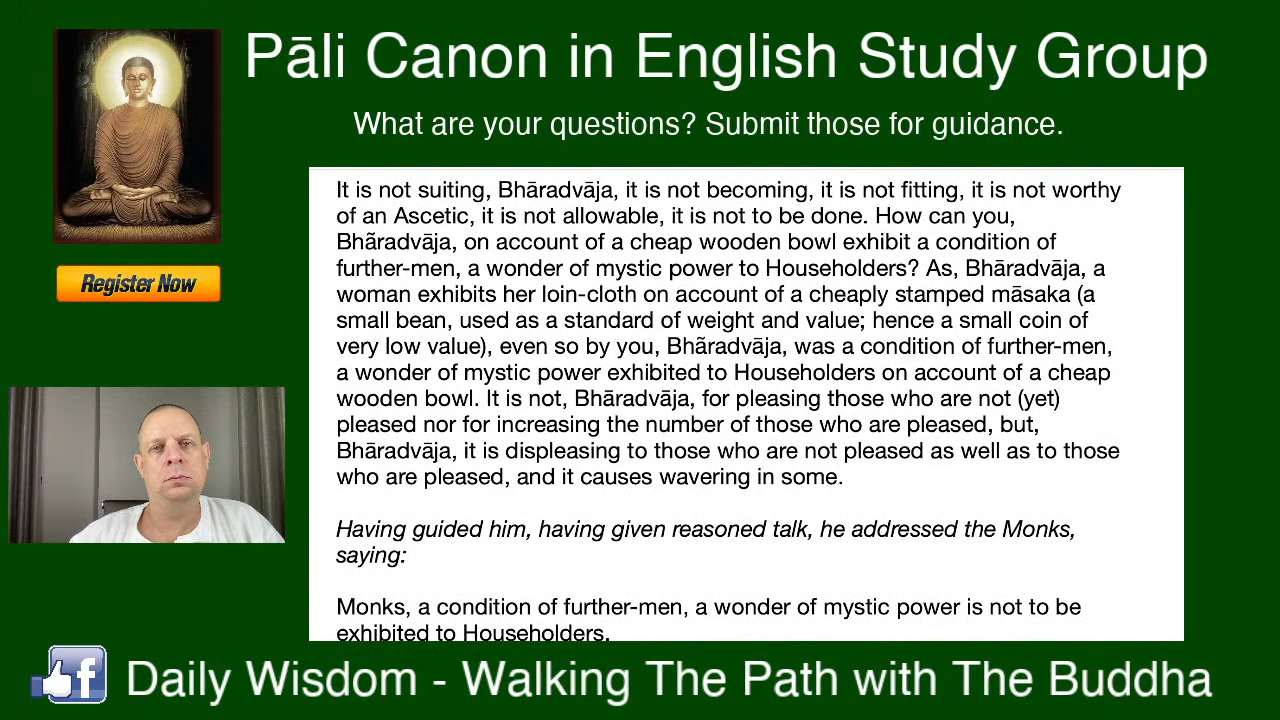 Pāli Canon in English Study Group
What are your questions? Submit those for guidance.
Register Now
It is not suiting, Bhāradvāja, it is not becoming, it is not fitting, it is not worthy
of an Ascetic, it is not allowable, it is not to be done. How can you,
Bhãradvāja, on account of a cheap wooden bowl exhibit a condition of
further-men, a wonder of mystic power to Householders? As, Bhāradvāja, a
woman exhibits her loin-cloth on account of a cheaply stamped māsaka (a
small bean, used as a standard of weight and value; hence a small coin of
very low value), even so by you, Bhãradvāja, was a condition of further-men,
a wonder of mystic power exhibited to Householders on account of a cheap
wooden bowl. It is not, Bhāradvāja, for pleasing those who are not (yet)
pleased nor for increasing the number of those who are pleased, but,
Bhāradvāja, it is displeasing to those who are not pleased as well as to those
who are pleased, and it causes wavering in some.
Having guided him, having given reasoned talk, he addressed the Monks,
saying:
Monks, a condition of further-men, a wonder of mystic power is not to be
exhibited to Householders.
f
Daily Wisdom - Walking The Path with The Buddha